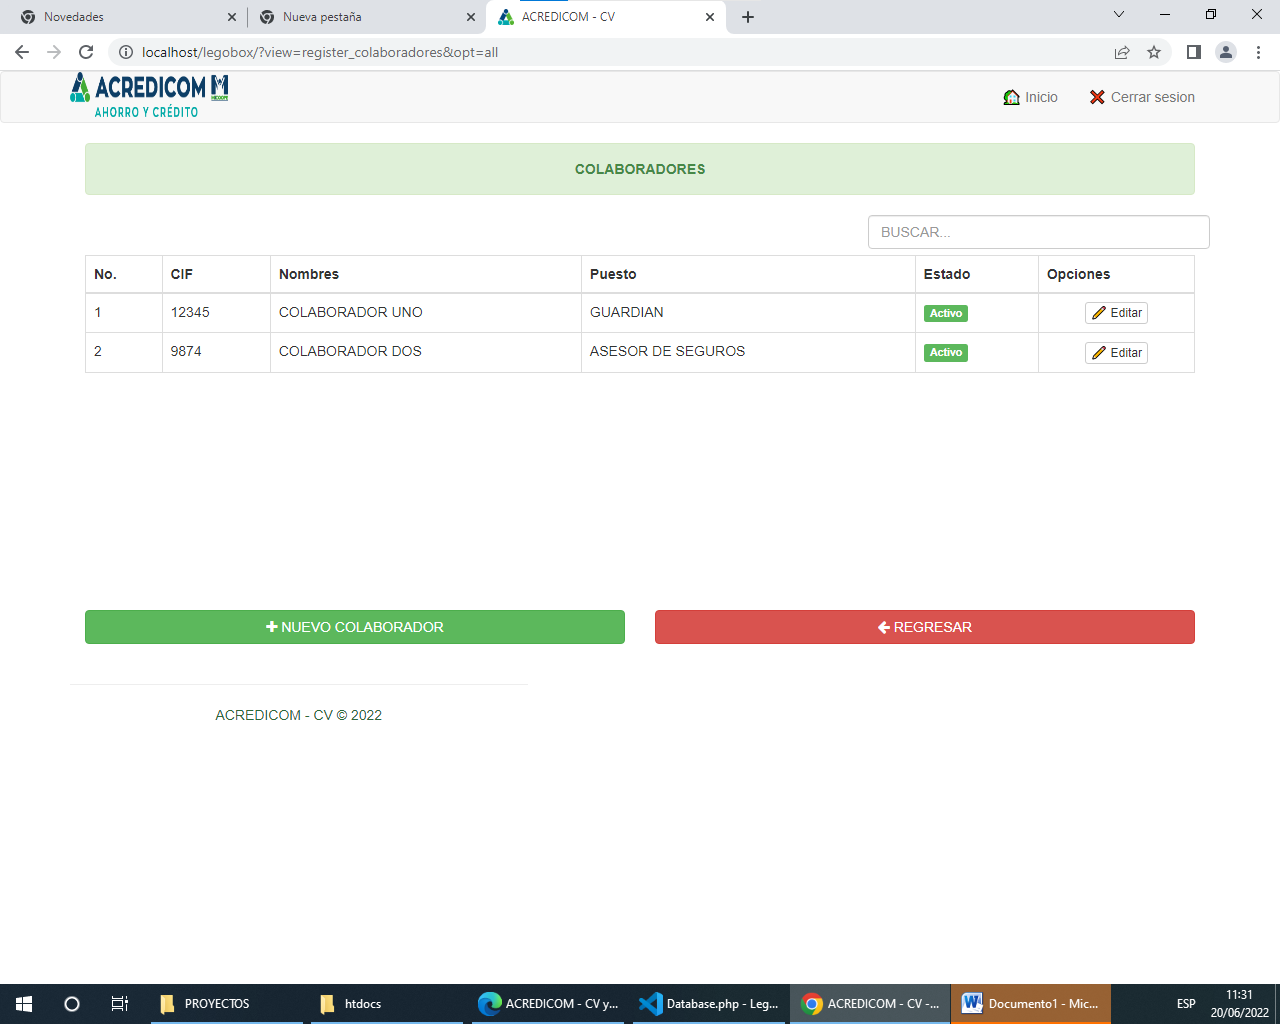 Novedades
Nueva pestaña
ACREDICOM - CV
localhost/legobox/?view=register_colaboradores&opt=all
ACREDICOM
AHORRO Y CRÉDITO
Inicio
Cerrar sesion
COLABORADORES
BUSCAR...
No. CIF Nombres Puesto Estado Opciones
1 12345 COLABORADOR UNO GUARDIAN Activo Editar
2 9874 COLABORADOR DOS ASESOR DE SEGUROS Activo Editar
NUEVO COLABORADOR
REGRESAR
ACREDICOM - CV © 2022
PROYECTOS
htdocs
ACREDICOM - CV y...
Database.php - Leg...
ACREDICOM - CV -...
Documento1 - Mic...
ESP
11:31
20/06/2022